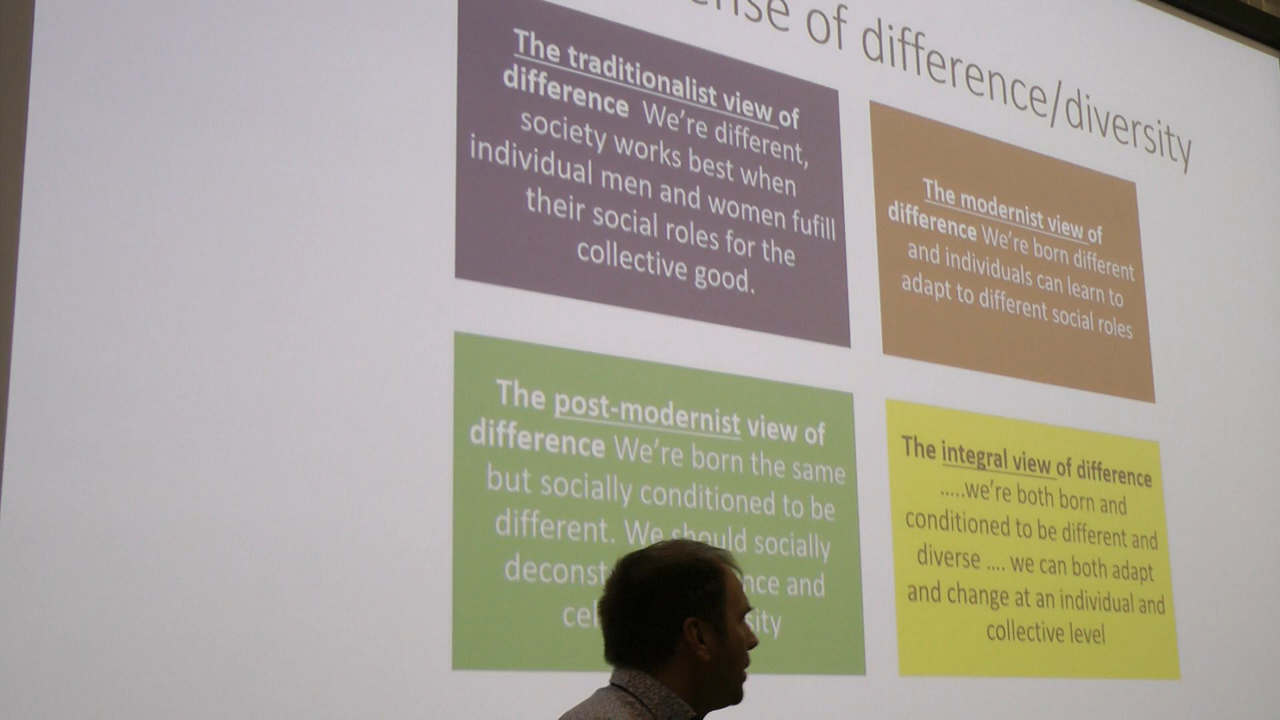 of difference/diversity
The traditionalist view of
difference We're different,
society works best when
individual men and women fufill
their social roles for the
collective good.
The modernist view of
difference We're born different
and individuals can learn to
adapt to different social roles
The post-modernist view of
difference We're born the same
but socially conditioned to be
different. We should socially
and
The integral view of difference
.....we're both born and
conditioned to be different and
diverse .... we can both adapt
and change at an individual and
collective level